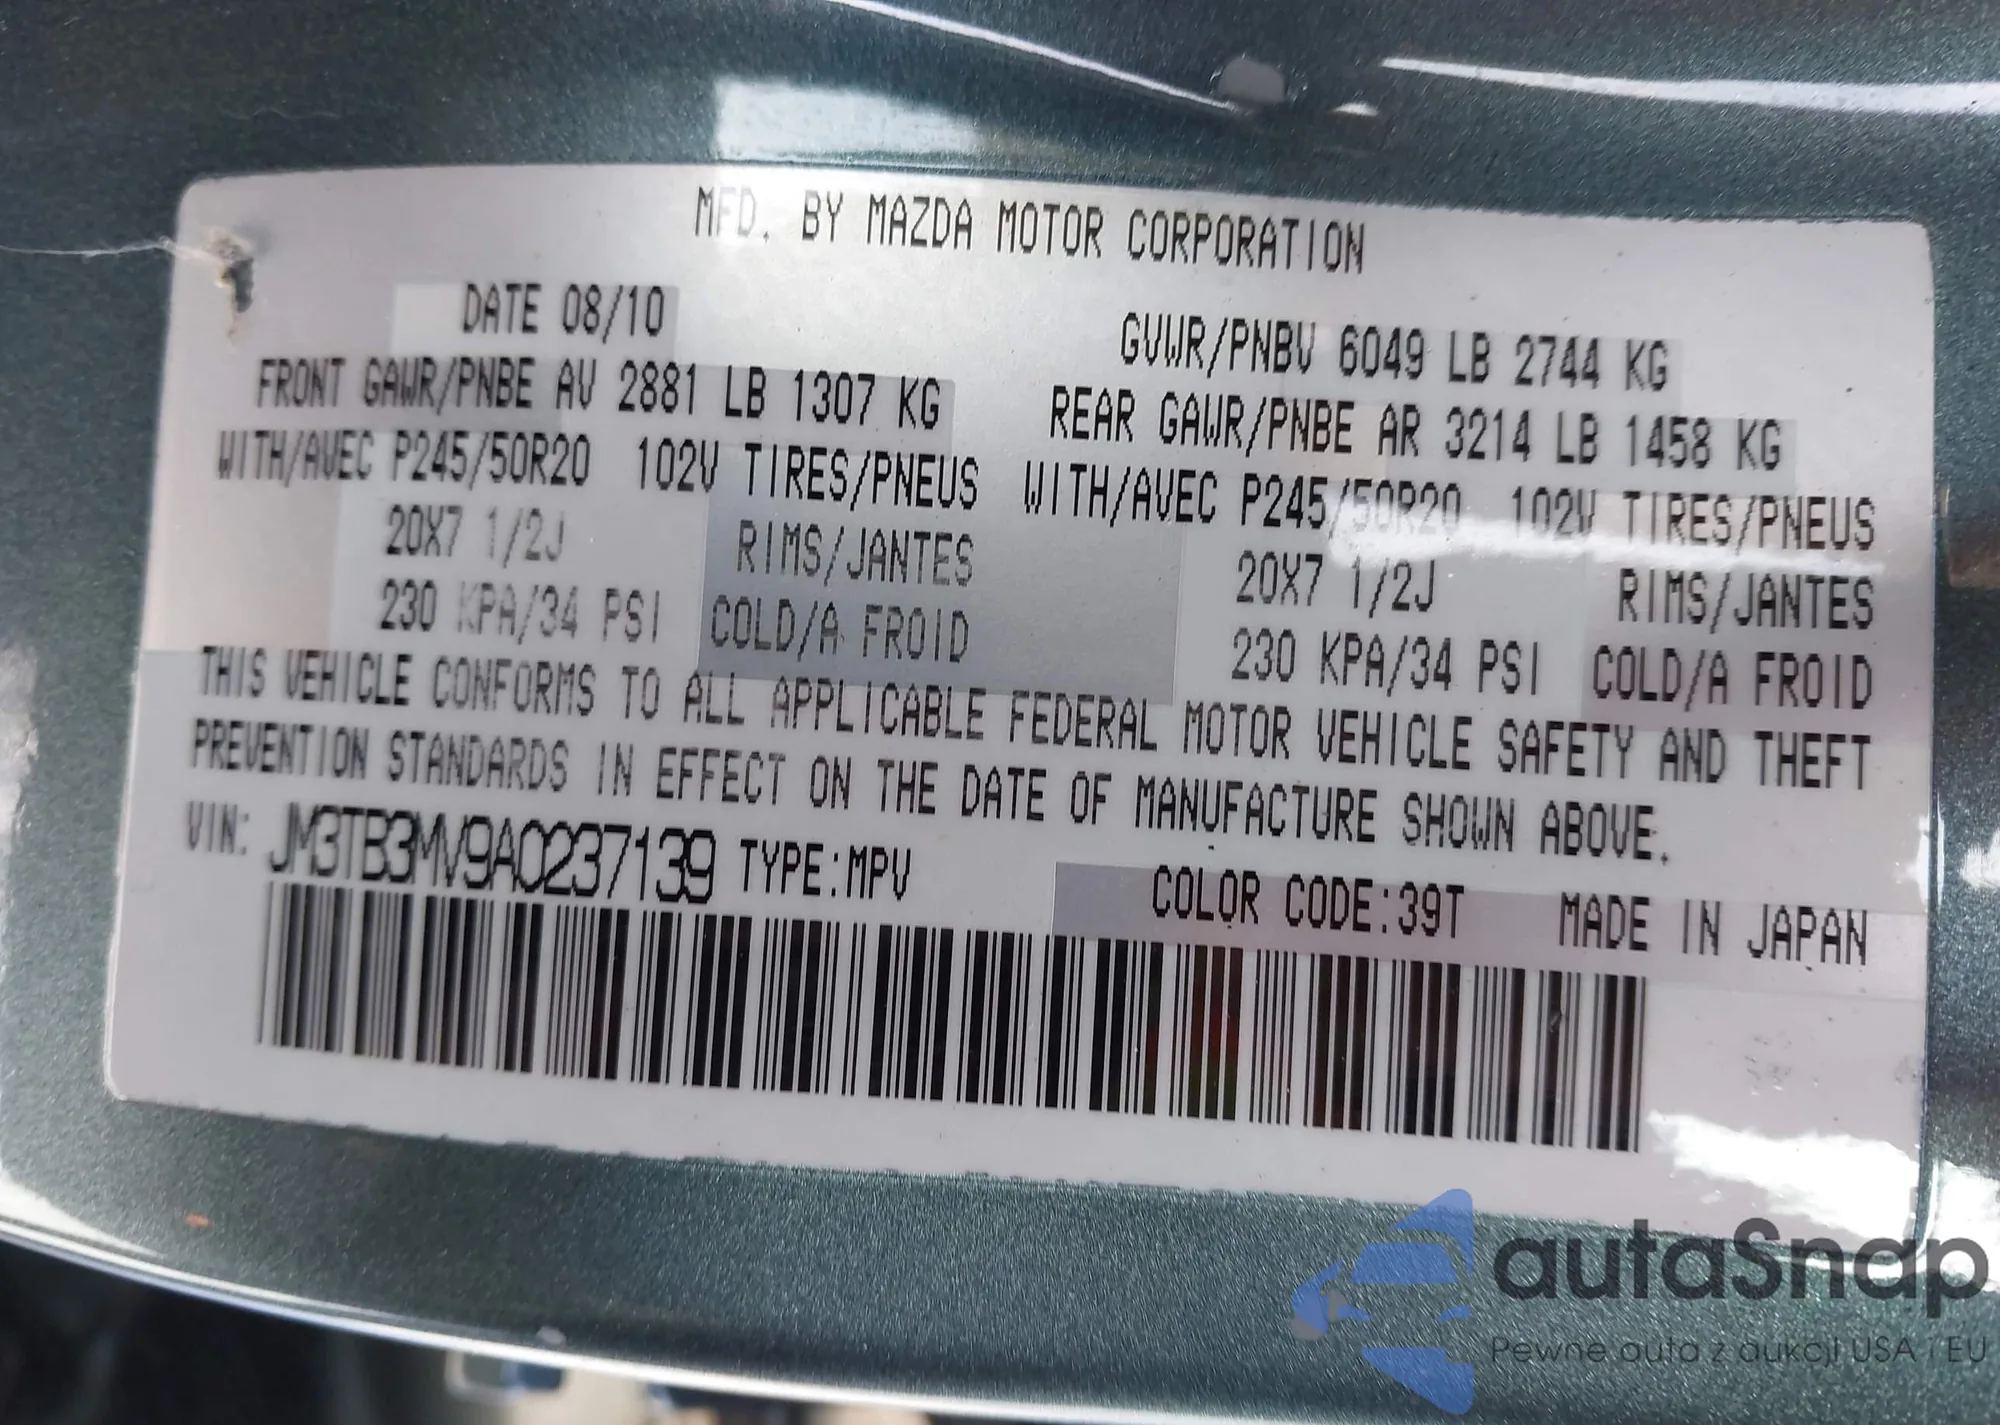 MFD. BY MAZDA MOTOR CORPORATION
DATE 08/10 GVWR/PNBV 6049 LB 2744 KG
FRONT GAWR/PNBE AV 2881 LB 1307 KG REAR GAWR/PNBE AR 3214 LB 1458 KG
WITH/AVEC P245/50R20 102V TIRES/PNEUS WITH/AVEC P245/50R20 102V TIRES/PNEUS
20X7 1/2J RIMS/JANTES 20X7 1/2J RIMS/JANTES
230 KPA/34 PSI COLD/A FROID 230 KPA/34 PSI COLD/A FROID
THIS VEHICLE CONFORMS TO ALL APPLICABLE FEDERAL MOTOR VEHICLE SAFETY AND THEFT
PREVENTION STANDARDS IN EFFECT ON THE DATE OF MANUFACTURE SHOWN ABOVE.
VIN: JM3TB3MV9A0237139 TYPE:MPV COLOR CODE:39T MADE IN JAPAN
autaSnap
Pewne auta z aukcji USA i EU